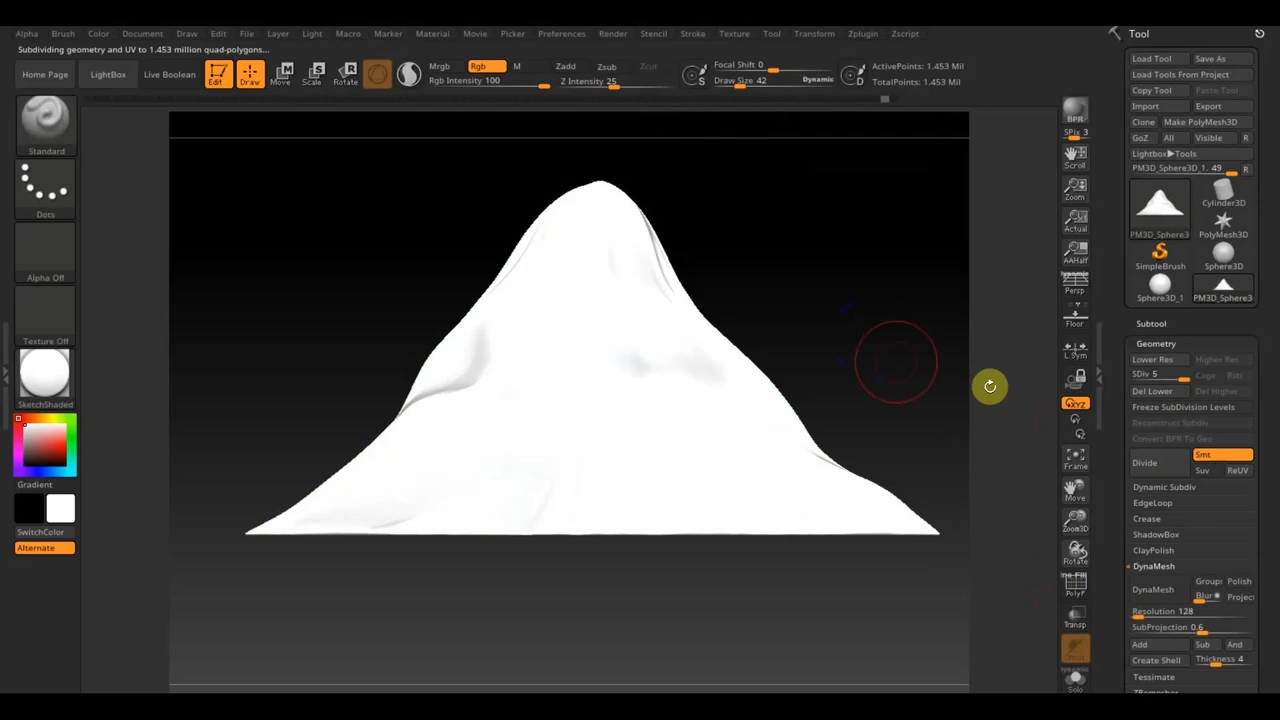 Alpha Brush Color Document Draw Edit File Layer Light Macro Marker Material Movie Picker Preferences Render Stencil Stroke Texture Tool Transform Zplugin Zscript
Tool
Subdividing geometry and UV to 1.453 million quad-polygons...
Home Page
LightBox
Live Boolean
Edit
Draw
Move
Scale
Rotate
Mrgb Rgb M
Rgb Intensity 100
Zadd Zsub Zcut
Z Intensity 25
S
Focal Shift 0
Draw Size 42 Dynamic
D
ActivePoints: 1.453 Mil
TotalPoints: 1.453 Mil
Standard
Dots
Alpha Off
Texture Off
SketchShaded
Gradient
SwitchColor
Alternate
BPR
SPix 3
Scroll
Zoom
Actual
AAHalf
Dynamic
Persp
Floor
L.Sym
XYZ
Frame
Move
Zoom3D
Rotate
PolyF
Transp
Solo
Load Tool Save As
Load Tools From Project
Copy Tool Paste Tool
Import Export
Clone Make PolyMesh3D
GoZ All Visible R
Lightbox▶Tools
PM3D_Sphere3D_1. 49 R
PM3D_Sphere3
Cylinder3D
PolyMesh3D
SimpleBrush
Sphere3D
Sphere3D_1
PM3D_Sphere3
Subtool
Geometry
Lower Res Higher Res
SDiv 5 Cage Rstr
Del Lower Del Higher
Freeze SubDivision Levels
Reconstruct Subdiv
Convert BPR To Geo
Divide
Smt
Suv ReUV
Dynamic Subdiv
EdgeLoop
Crease
ShadowBox
ClayPolish
DynaMesh
DynaMesh
Groups Polish
Blur Project
Resolution 128
SubProjection 0.6
Add Sub And
Create Shell Thickness 4
Tessimate